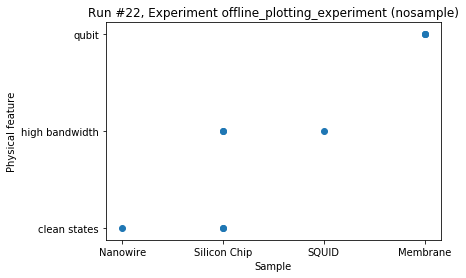 Run #22, Experiment offline_plotting_experiment (nosample)
qubit
high bandwidth
clean states
Physical feature
Nanowire
Silicon Chip
SQUID
Membrane
Sample